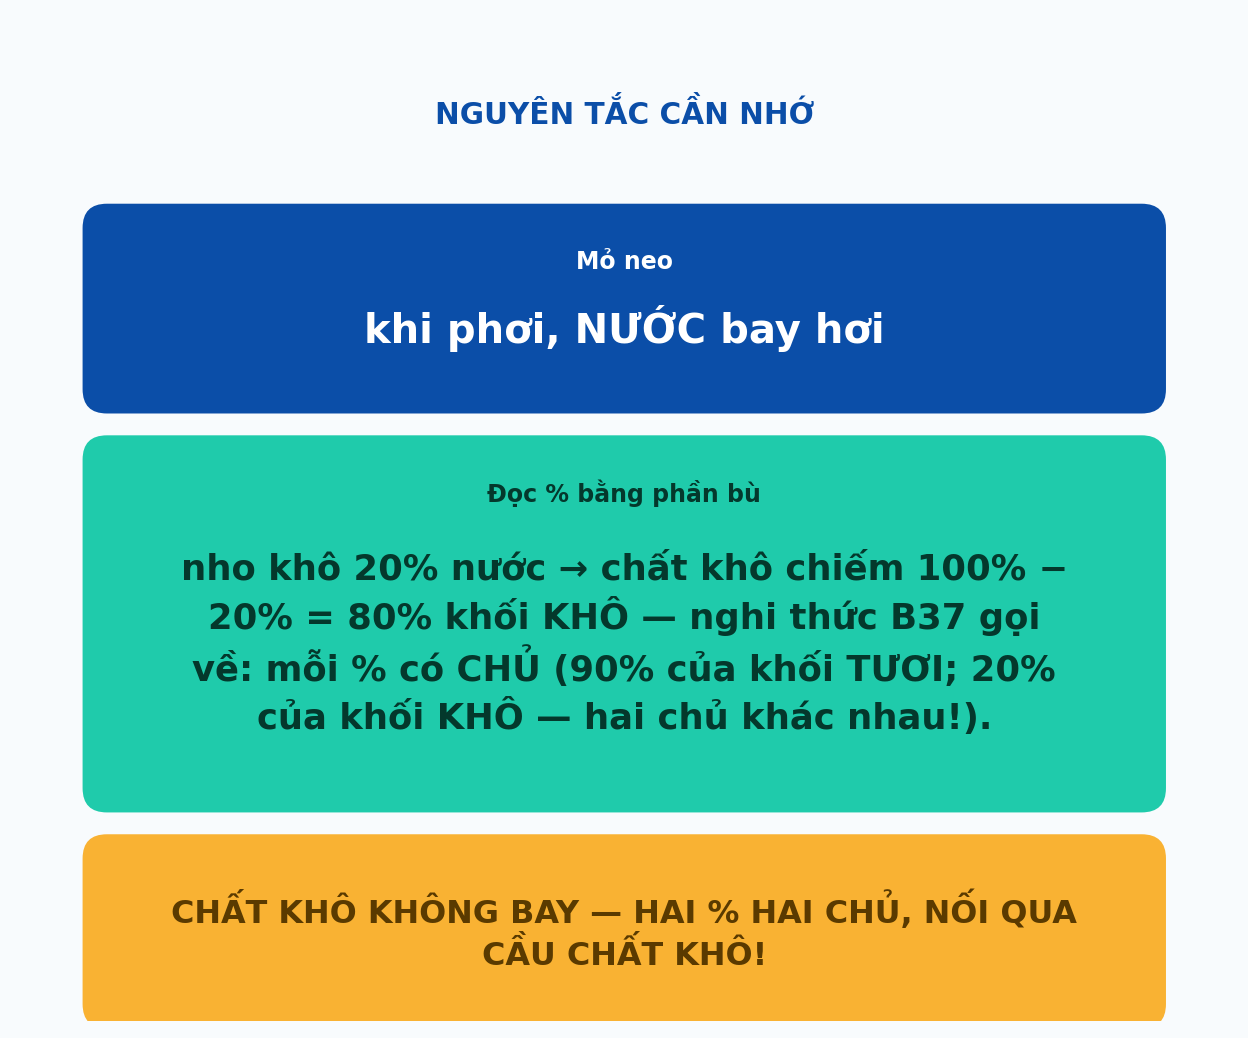 NGUYÊN TẮC CẦN NHỚ
Mỏ neo
khi phơi, NƯỚC bay hơi
Đọc % bằng phần bù
nho khô 20% nước → chất khô chiếm 100% −
20% = 80% khối KHÔ — nghi thức B37 gọi
về: mỗi % có CHỦ (90% của khối TƯƠI; 20%
của khối KHÔ — hai chủ khác nhau!).
CHẤT KHÔ KHÔNG BAY — HAI % HAI CHỦ, NỐI QUA
CẦU CHẤT KHÔ!